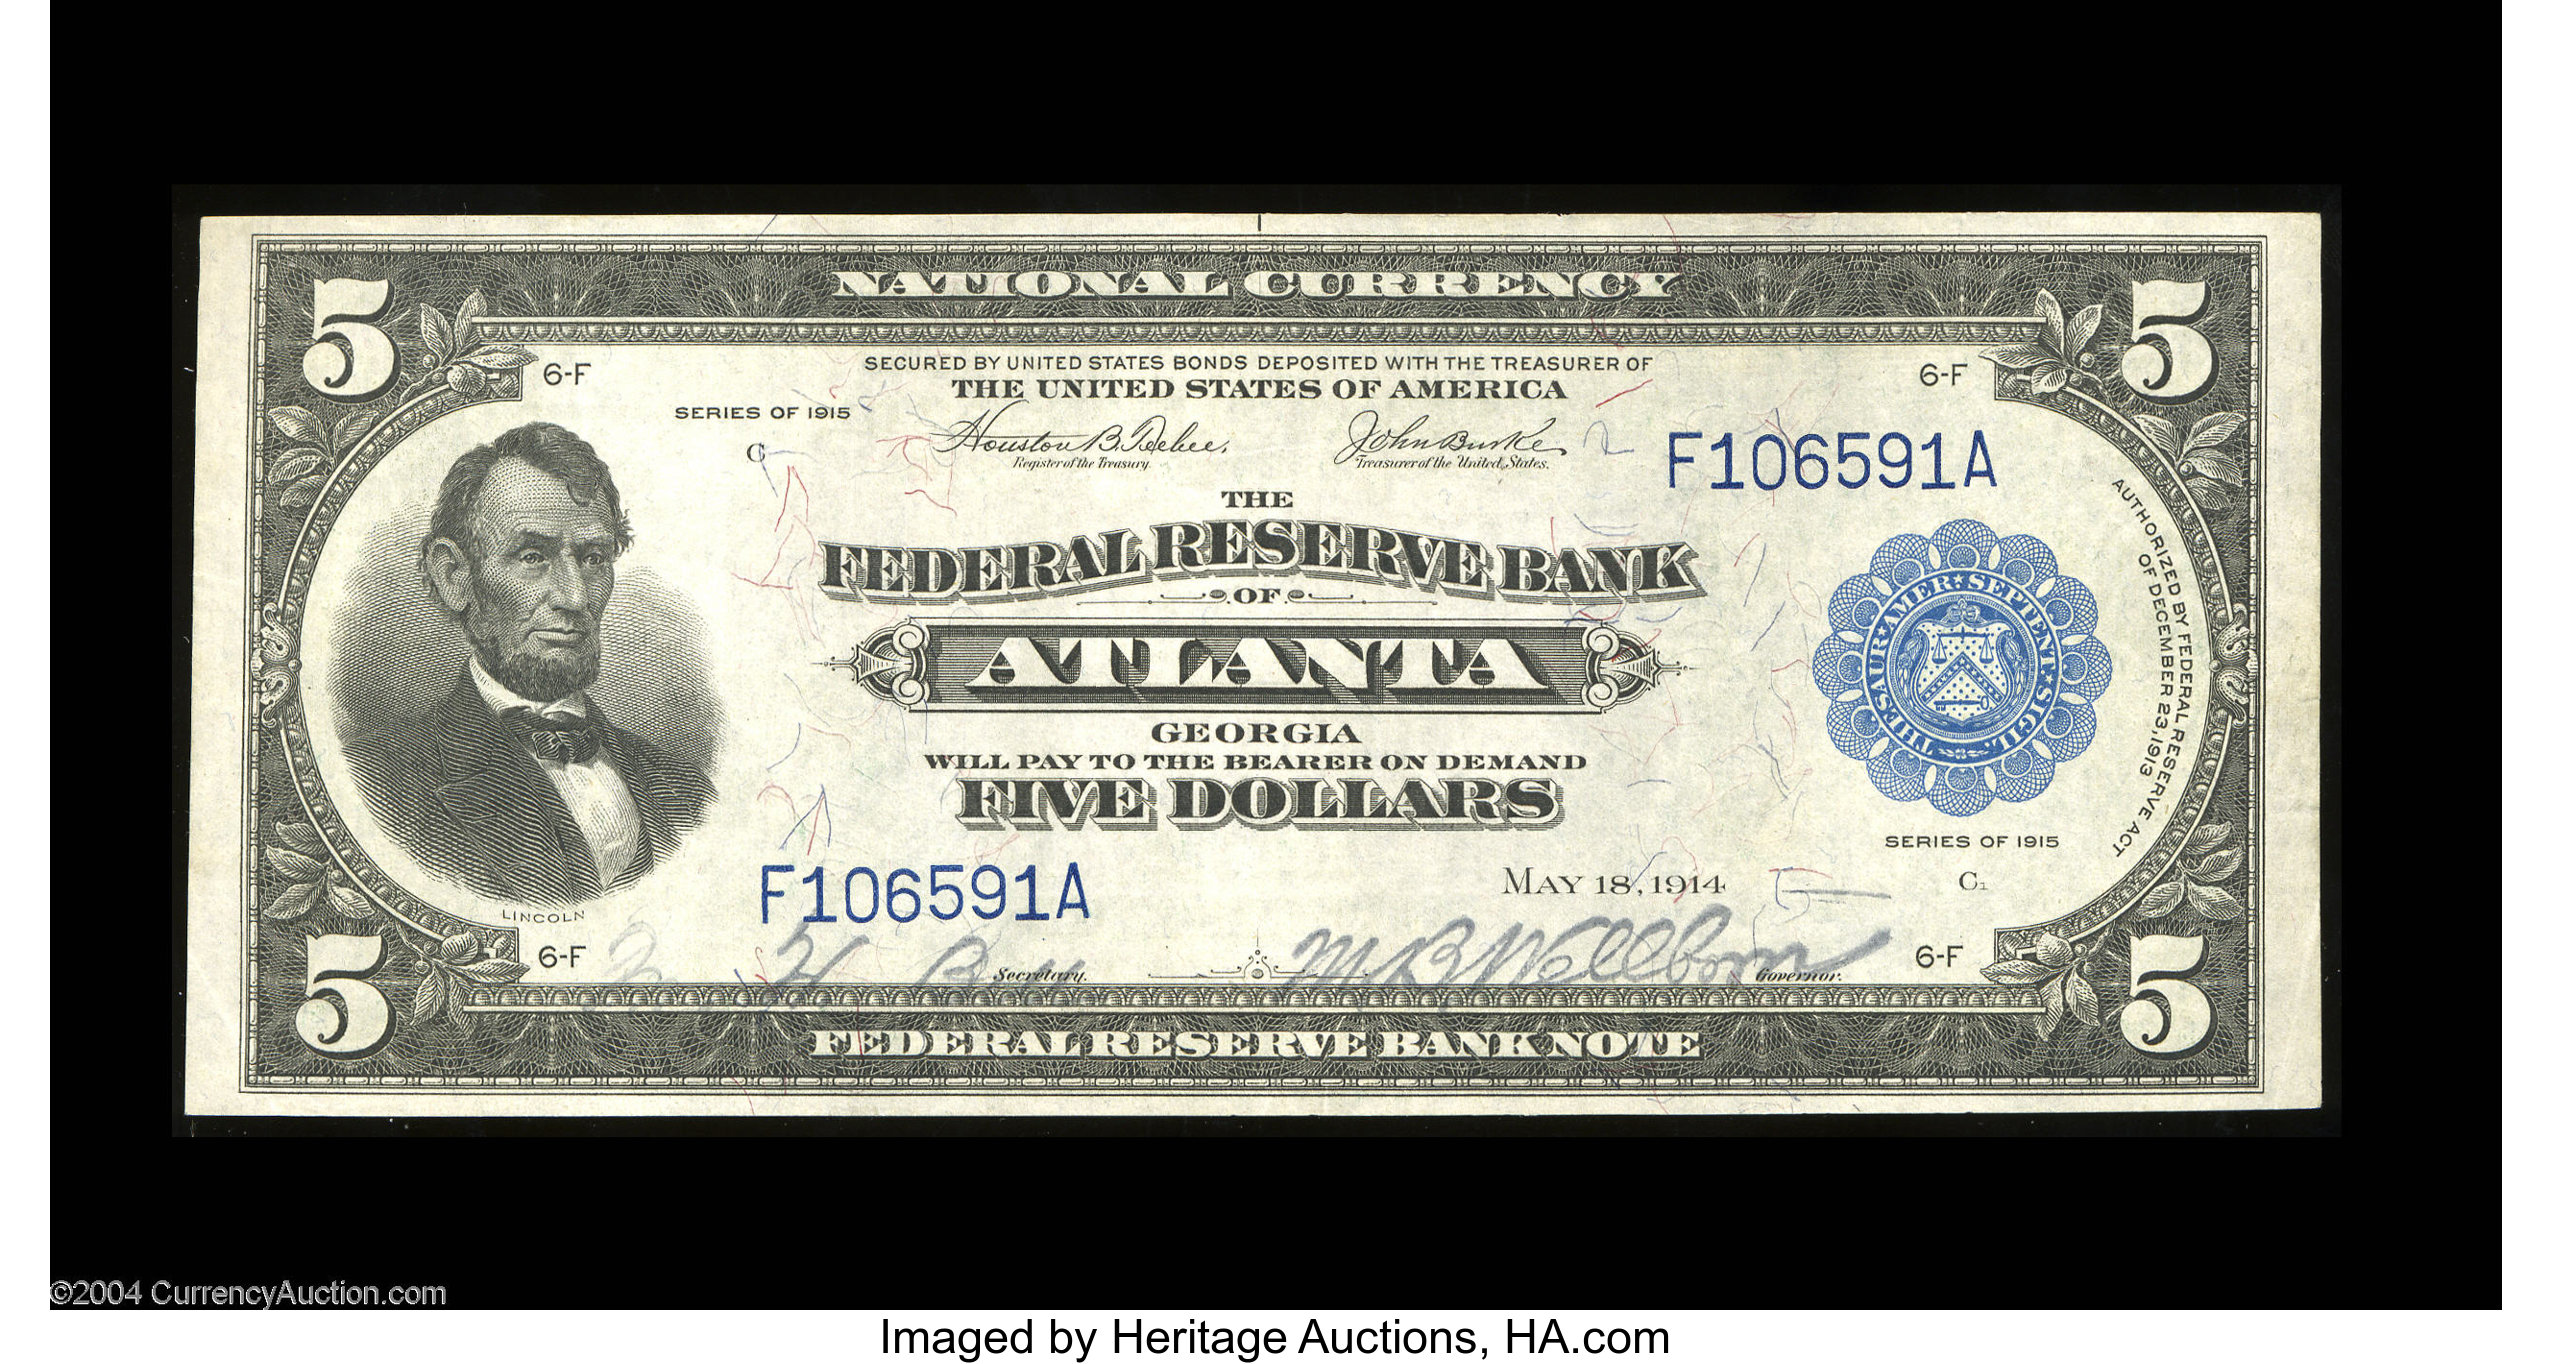 NATIONAL CURRENCY
5 5
6-F 6-F
SECURED BY UNITED STATES BONDS DEPOSITED WITH THE TREASURER OF
THE UNITED STATES OF AMERICA
SERIES OF 1915
C
Houston B. Teehee,
Register of the Treasury.
John Burke
Treasurer of the United States.
F106591A
THE
FEDERAL RESERVE BANK
OF
ATLANTA
GEORGIA
WILL PAY TO THE BEARER ON DEMAND
FIVE DOLLARS
THESAUR★AMER★SEPTENT★SIGIL★
AUTHORIZED BY FEDERAL RESERVE ACT
OF DECEMBER 23, 1913
SERIES OF 1915
MAY 18, 1914
C1
F106591A
LINCOLN
6-F 6-F
Secretary.
M B Wellborn
Governor.
5 5
FEDERAL RESERVE BANK NOTE
©2004 CurrencyAuction.com
Imaged by Heritage Auctions, HA.com